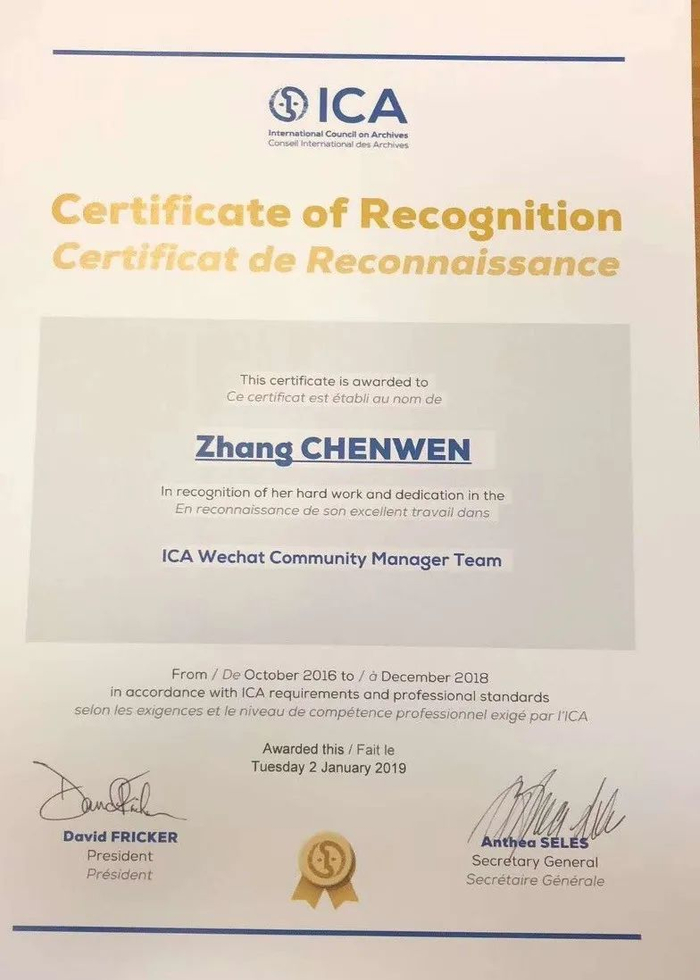 ICA
International Council on Archives
Conseil International des Archives
Certificate of Recognition
Certificat de Reconnaissance
This certificate is awarded to
Ce certificat est établi au nom de
Zhang CHENWEN
In recognition of her hard work and dedication in the
En reconnaissance de son excellent travail dans
ICA Wechat Community Manager Team
From / De October 2016 to / à December 2018
in accordance with ICA requirements and professional standards
selon les exigences et le niveau de compétence professionnel exigé par l'ICA
Awarded this / Fait le
Tuesday 2 January 2019
David FRICKER
President
Président
Anthea SELES
Secretary General
Secrétaire Générale